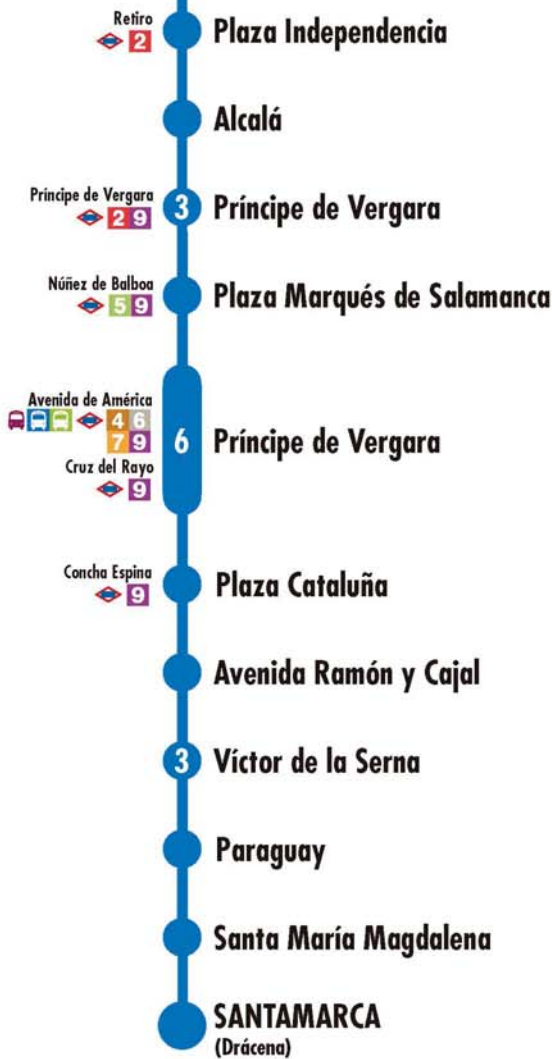 Retiro
2
Plaza Independencia
Alcalá
Príncipe de Vergara
2 9
3
Príncipe de Vergara
Núñez de Balboa
5 9
Plaza Marqués de Salamanca
Avenida de América
4 6
7 9
6
Príncipe de Vergara
Cruz del Rayo
9
Concha Espina
9
Plaza Cataluña
Avenida Ramón y Cajal
3
Víctor de la Serna
Paraguay
Santa María Magdalena
SANTAMARCA
(Drácena)